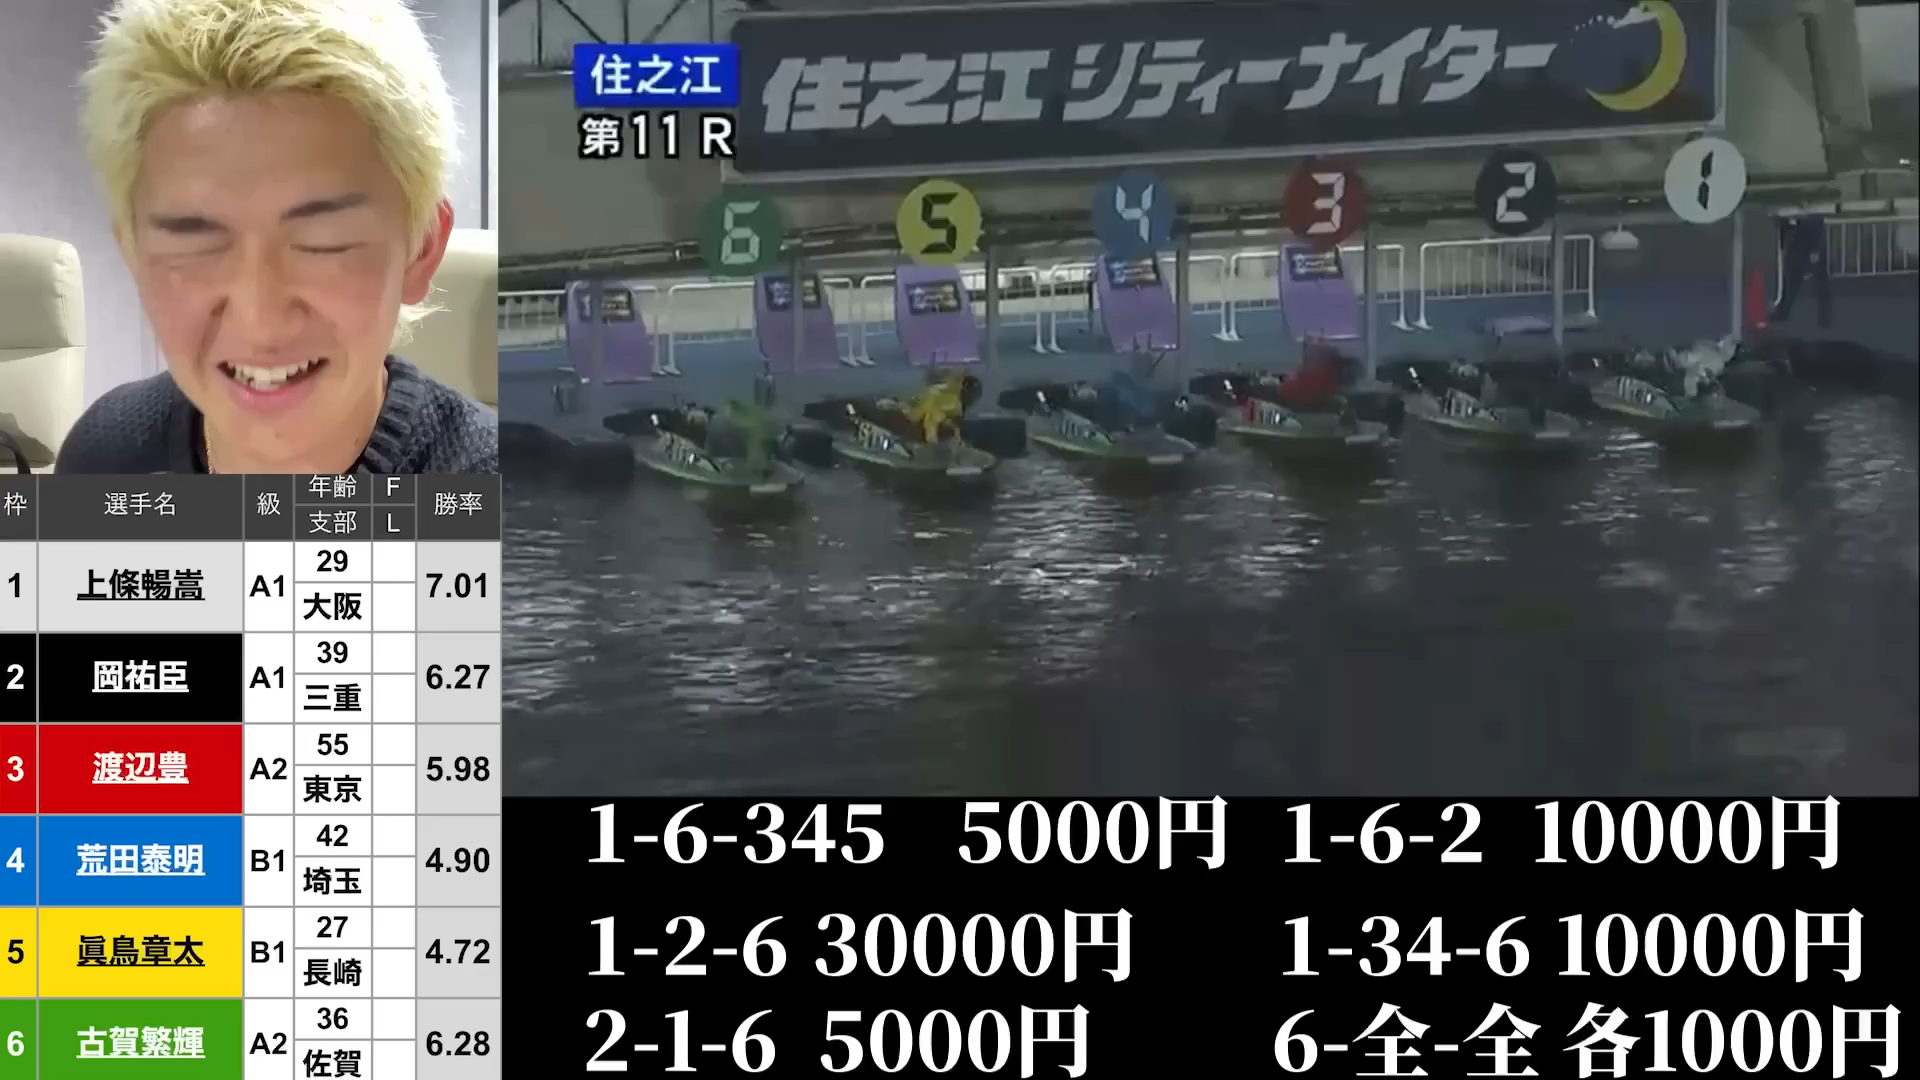 住之江
第11R
住之江シティーナイター
6 5 4 3 2 1
枠 選手名 級 年齢 F 勝率
支部 L
1 上條暢嵩 A1 29 大阪 7.01
2 岡祐臣 A1 39 三重 6.27
3 渡辺豊 A2 55 東京 5.98
4 荒田泰明 B1 42 埼玉 4.90
5 眞鳥章太 B1 27 長崎 4.72
6 古賀繁輝 A2 36 佐賀 6.28
1-6-345 5000円 1-6-2 10000円
1-2-6 30000円 1-34-6 10000円
2-1-6 5000円 6-全-全 各1000円